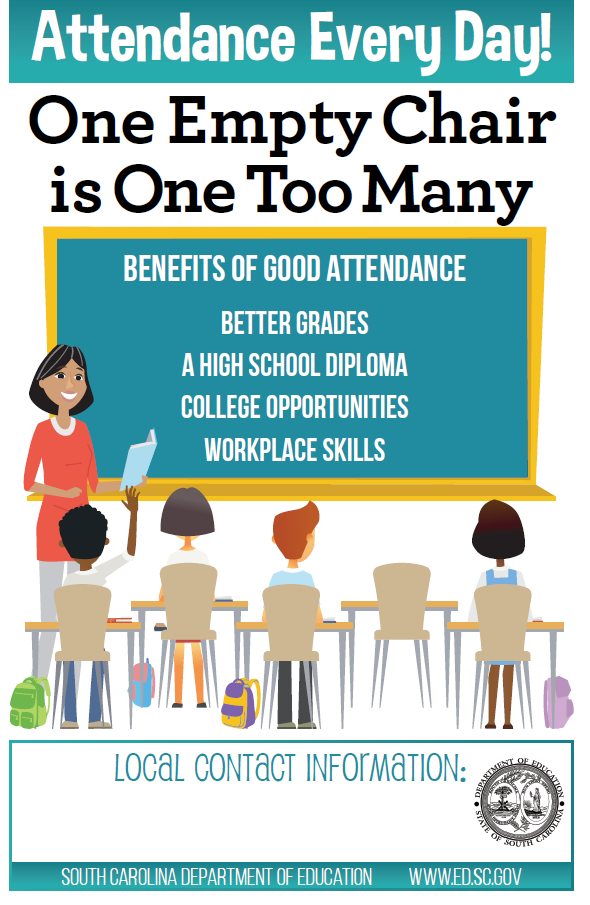 Attendance Every Day!
One Empty Chair
is One Too Many
BENEFITS OF GOOD ATTENDANCE
BETTER GRADES
A HIGH SCHOOL DIPLOMA
COLLEGE OPPORTUNITIES
WORKPLACE SKILLS
LOCAL CONTACT INFORMATION:
DEPARTMENT OF EDUCATION
STATE OF SOUTH CAROLINA
SOUTH CAROLINA DEPARTMENT OF EDUCATION WWW.ED.SC.GOV